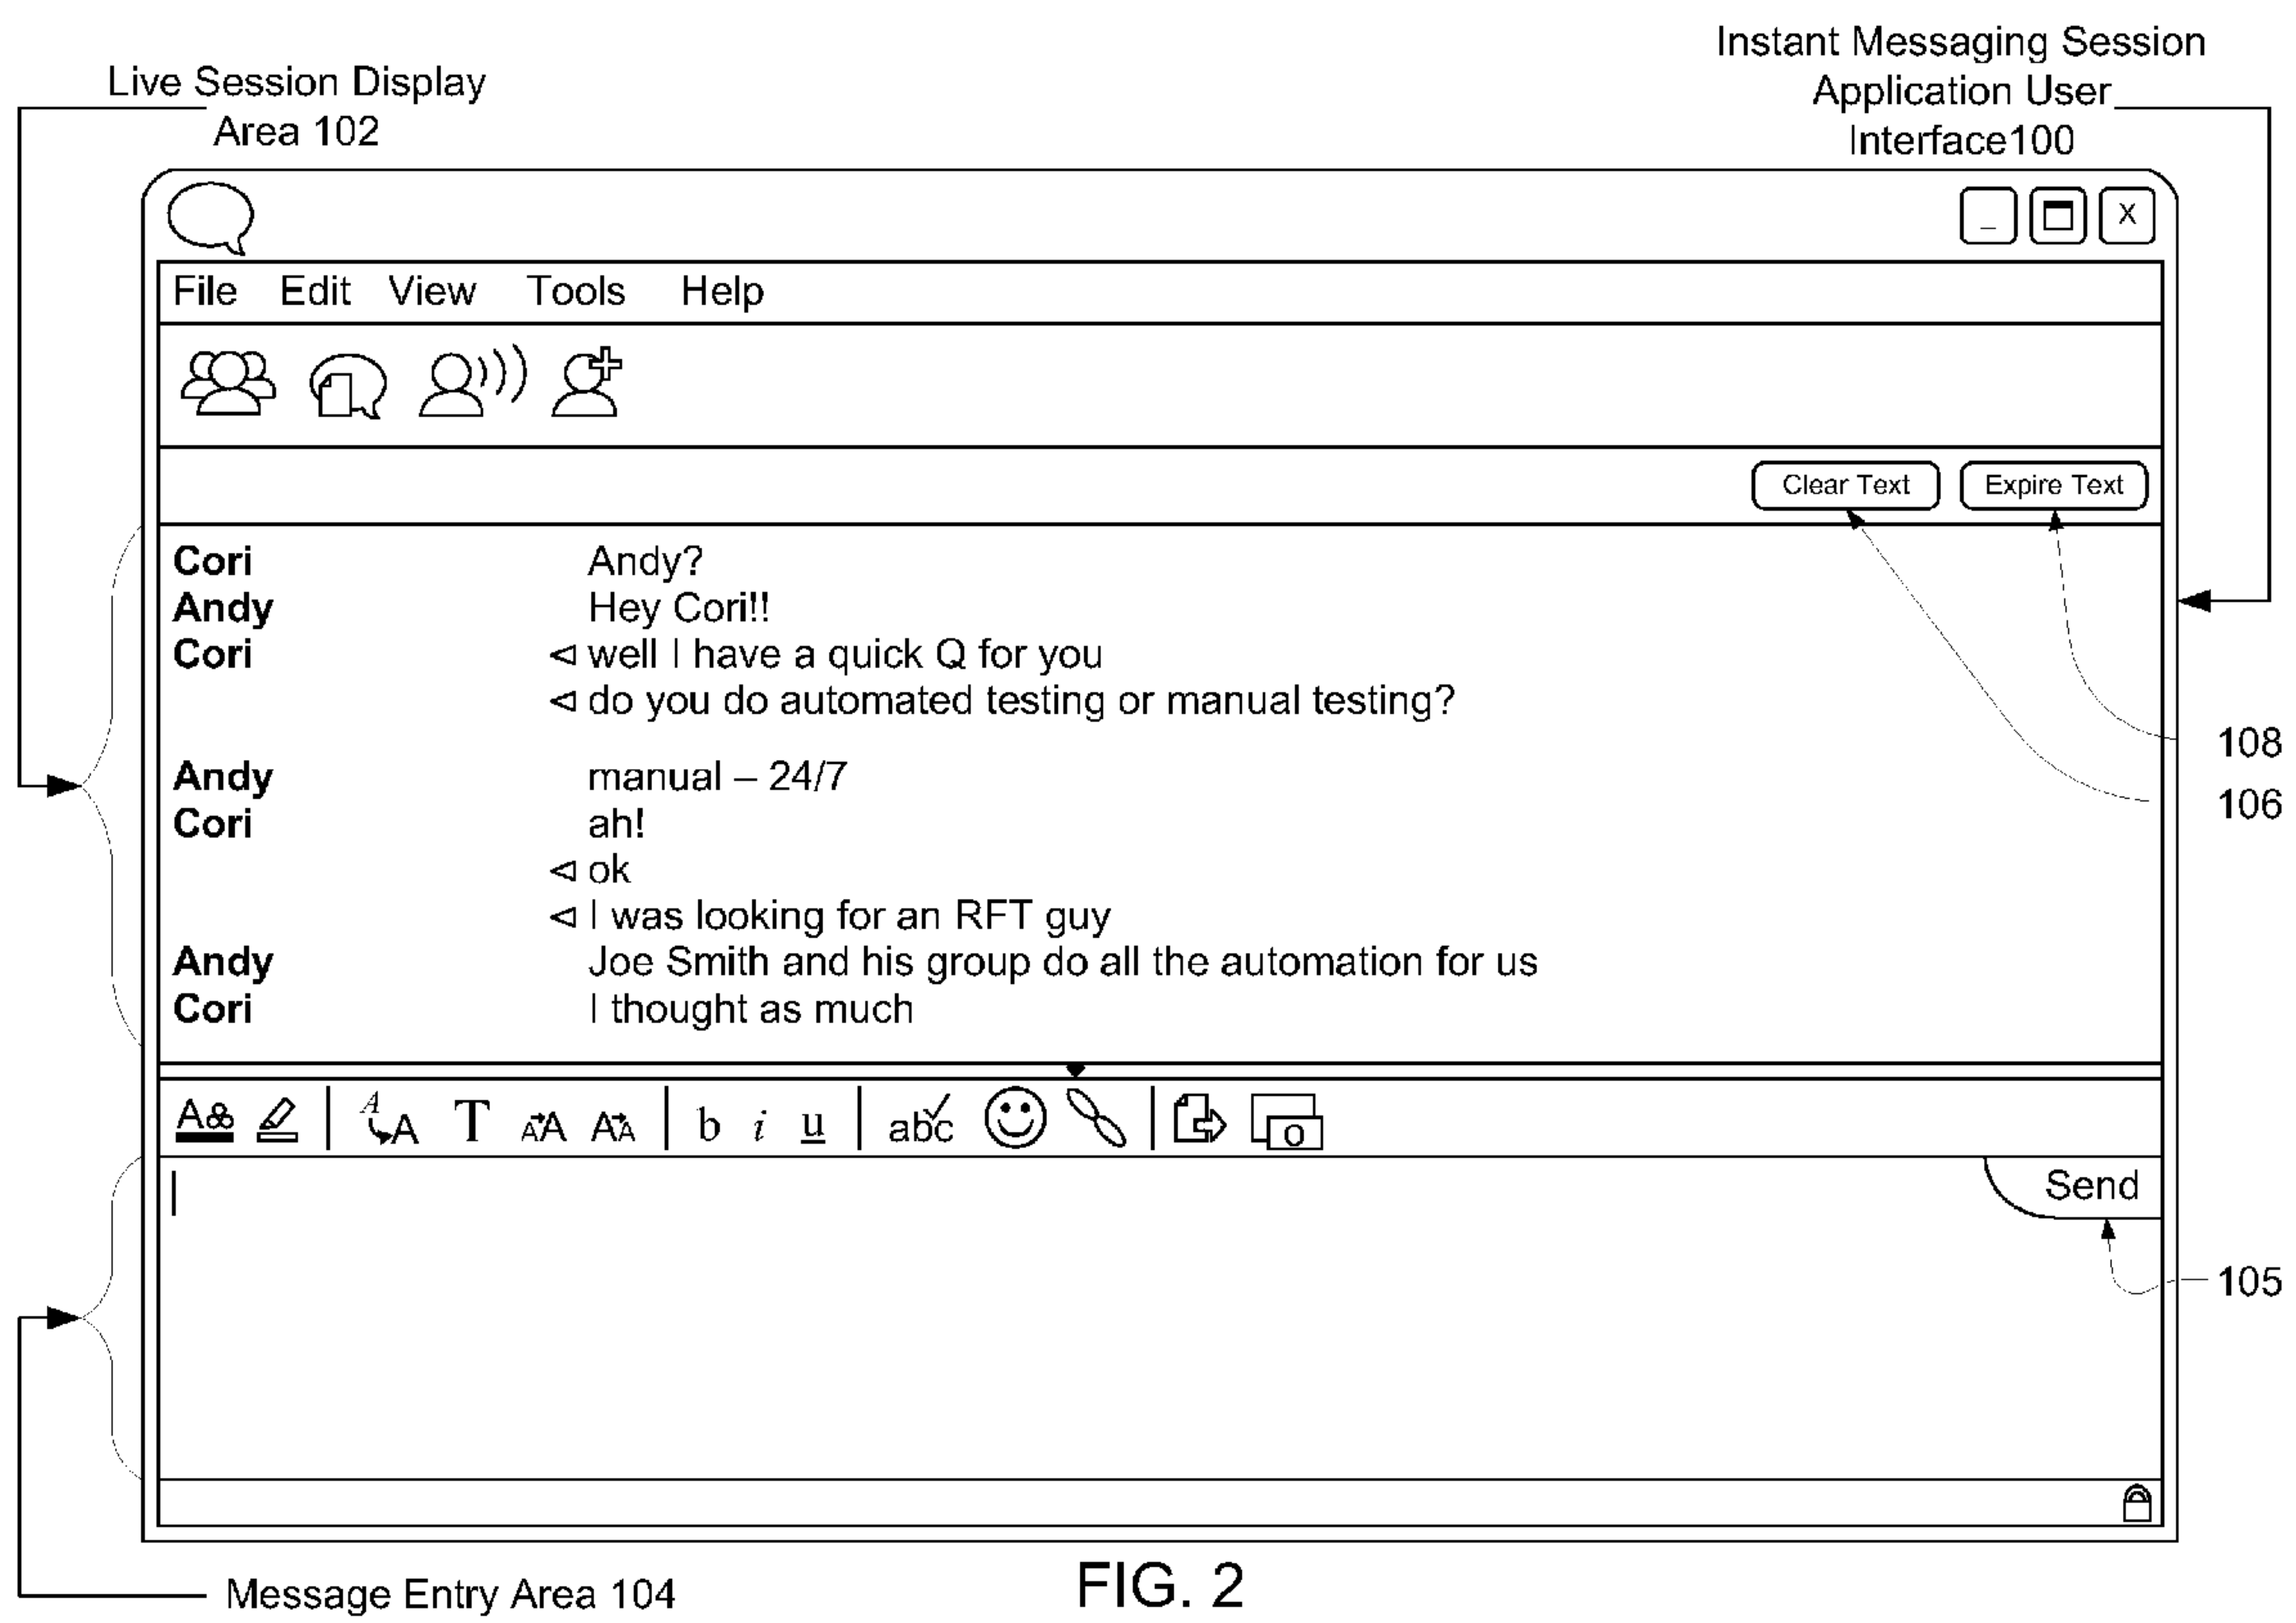 Live Session Display
Area 102
Instant Messaging Session
Application User
Interface100
_ X
File Edit View Tools Help
Clear Text Expire Text
Cori Andy?
Andy Hey Cori!!
Cori well I have a quick Q for you
do you do automated testing or manual testing?
Andy manual – 24/7
Cori ah!
ok
I was looking for an RFT guy
Andy Joe Smith and his group do all the automation for us
Cori I thought as much
108
106
A& A A T AA AA b i u abc O
Send
105
Message Entry Area 104
FIG. 2